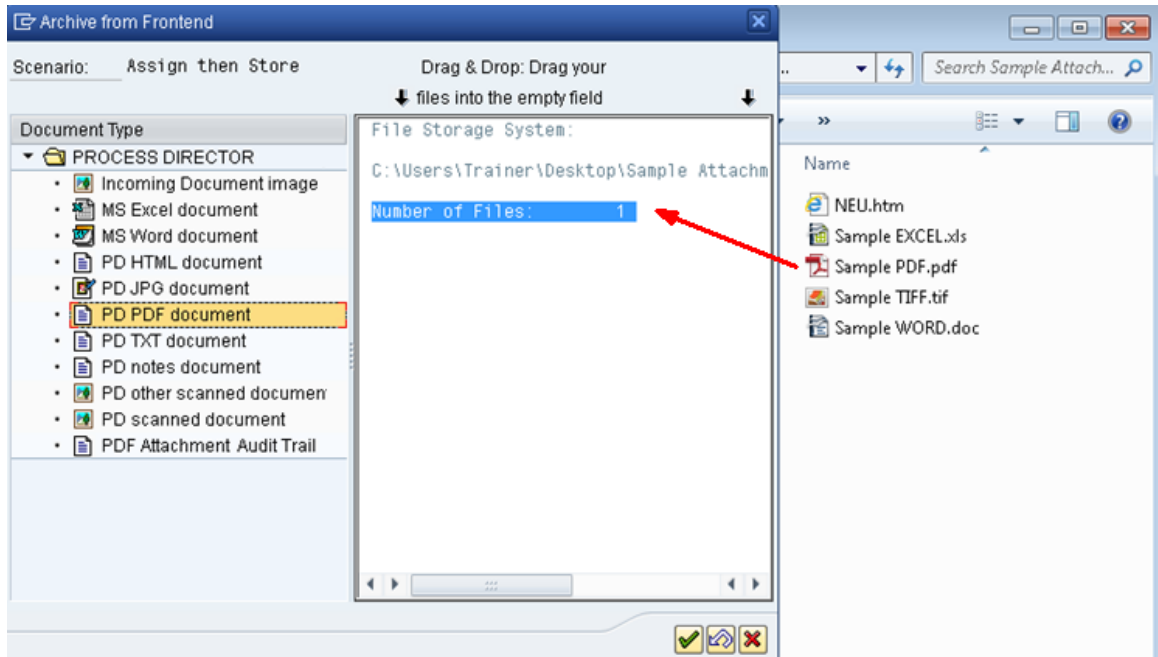 Archive from Frontend
Scenario: Assign then Store
Drag & Drop: Drag your
files into the empty field
Document Type
PROCESS DIRECTOR
Incoming Document image
MS Excel document
MS Word document
PD HTML document
PD JPG document
PD PDF document
PD TXT document
PD notes document
PD other scanned documen
PD scanned document
PDF Attachment Audit Trail
File Storage System:
C:\Users\Trainer\Desktop\Sample Attachm
Number of Files: 1
.. Search Sample Attach...
»
Name
NEU.htm
Sample EXCEL.xls
Sample PDF.pdf
Sample TIFF.tif
Sample WORD.doc